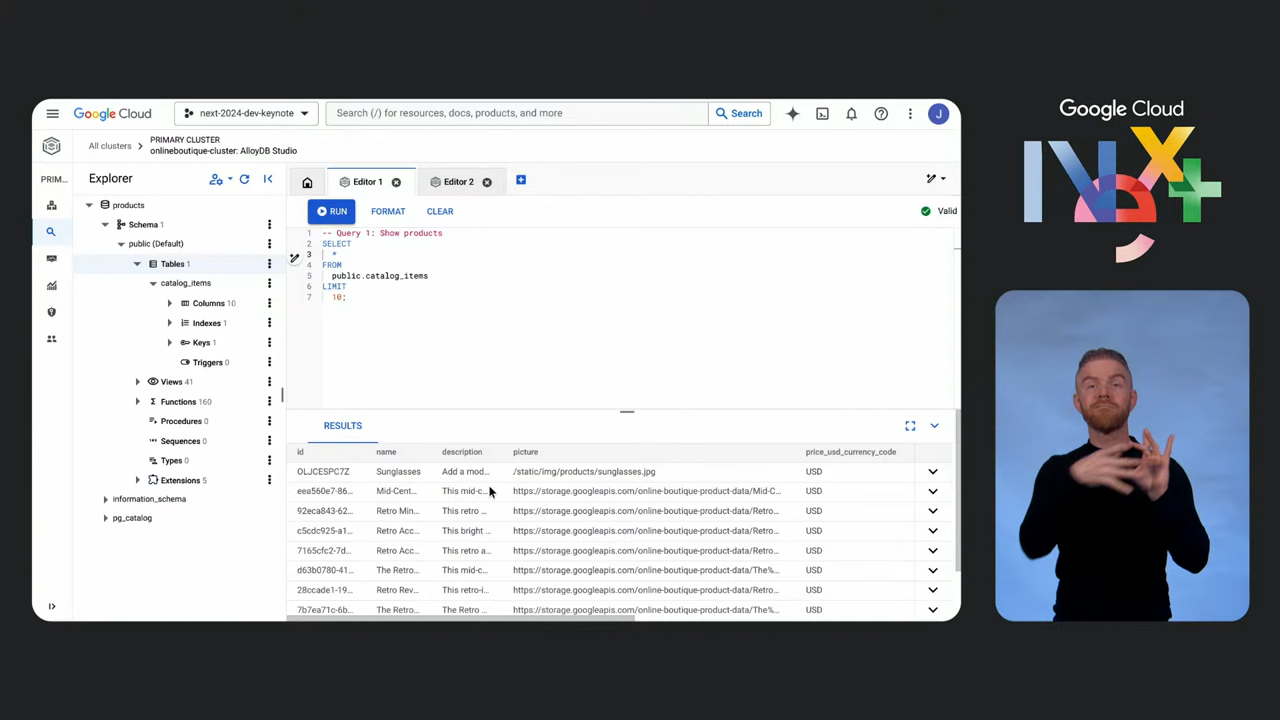 Google Cloud
next-2024-dev-keynote
Search (/) for resources, docs, products, and more
Search
J
All clusters
PRIMARY CLUSTER
onlineboutique-cluster: AlloyDB Studio
PRIM...
Explorer
Editor 1
Editor 2
RUN
FORMAT
CLEAR
Valid
products
Schema 1
public (Default)
Tables 1
catalog_items
Columns 10
Indexes 1
Keys 1
Triggers 0
Views 41
Functions 160
Procedures 0
Sequences 0
Types 0
Extensions 5
information_schema
pg_catalog
1 -- Query 1: Show products
2 SELECT
3 *
4 FROM
5 public.catalog_items
6 LIMIT
7 10;
RESULTS
id name description picture price_usd_currency_code
OLJCESPC7Z Sunglasses Add a mod... /static/img/products/sunglasses.jpg USD
eea560e7-86... Mid-Cent... This mid-c... https://storage.googleapis.com/online-boutique-product-data/Mid-C... USD
92eca843-62... Retro Min... This retro ... https://storage.googleapis.com/online-boutique-product-data/Retro... USD
c5cdc925-a1... Retro Acc... This bright ... https://storage.googleapis.com/online-boutique-product-data/Retro... USD
7165cfc2-7d... Retro Acc... This retro a... https://storage.googleapis.com/online-boutique-product-data/Retro... USD
d63b0780-41... The Retro... This mid-c... https://storage.googleapis.com/online-boutique-product-data/The%... USD
28ccade1-19... Retro Rev... This retro-i... https://storage.googleapis.com/online-boutique-product-data/Retro... USD
7b7ea71c-6b... The Retro... The Retro ... https://storage.googleapis.com/online-boutique-product-data/The%... USD
Google Cloud
Next